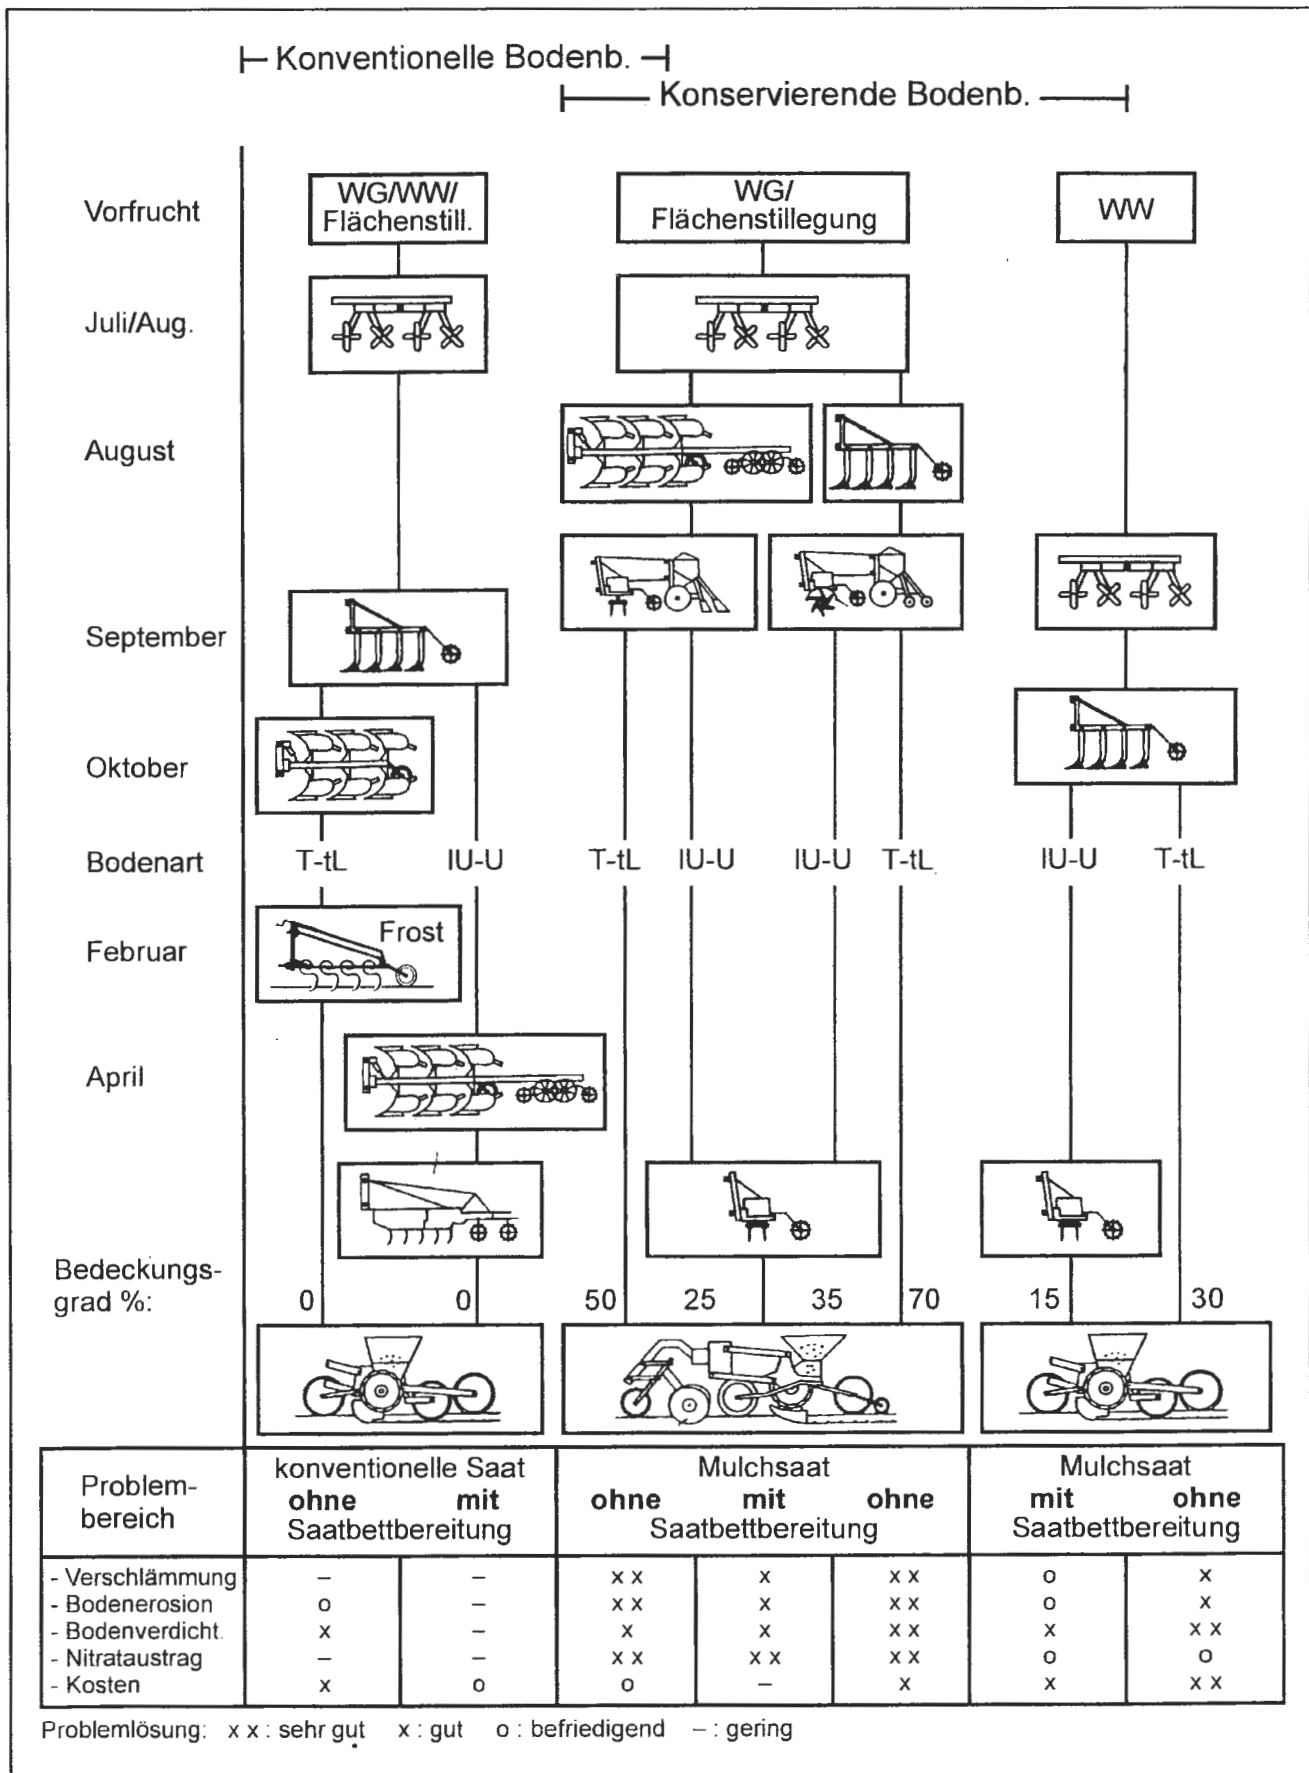 Konventionelle Bodenb.
Konservierende Bodenb.
Vorfrucht
WG/WW/
Flächenstill.
WG/
Flächenstillegung
WW
Juli/Aug.
August
September
Oktober
Bodenart T-tL lU-U T-tL lU-U lU-U T-tL lU-U T-tL
Februar
Frost
April
Bedeckungs-
grad %: 0 0 50 25 35 70 15 30
Problem-
bereich
konventionelle Saat
ohne mit
Saatbettbereitung
Mulchsaat
ohne mit ohne
Saatbettbereitung
Mulchsaat
mit ohne
Saatbettbereitung
- Verschlämmung – – x x x x x o x
- Bodenerosion o – x x x x x o x
- Bodenverdicht. x – x x x x x x x
- Nitrataustrag – – x x x x x x o o
- Kosten x o o – x x x x
Problemlösung: x x : sehr gut x : gut o : befriedigend – : gering